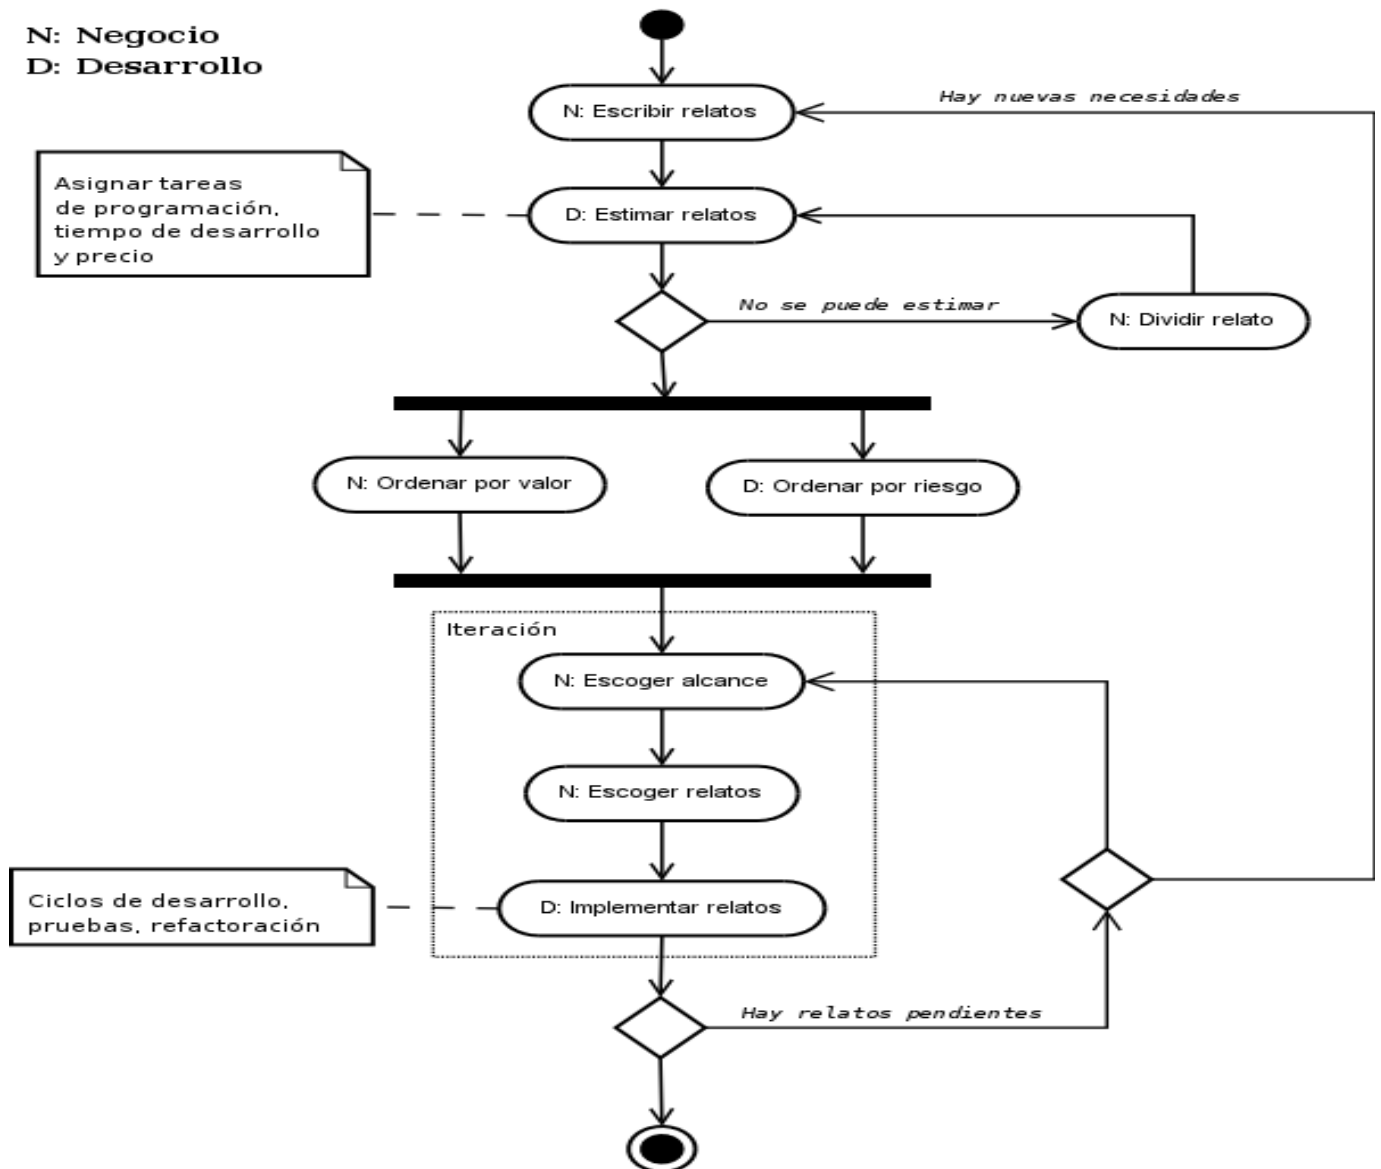 N: Negocio
D: Desarrollo
N: Escribir relatos
Hay nuevas necesidades
Asignar tareas
de programación,
tiempo de desarrollo
y precio
D: Estimar relatos
No se puede estimar
N: Dividir relato
N: Ordenar por valor
D: Ordenar por riesgo
Iteración
N: Escoger alcance
N: Escoger relatos
Ciclos de desarrollo,
pruebas, refactoración
D: Implementar relatos
Hay relatos pendientes